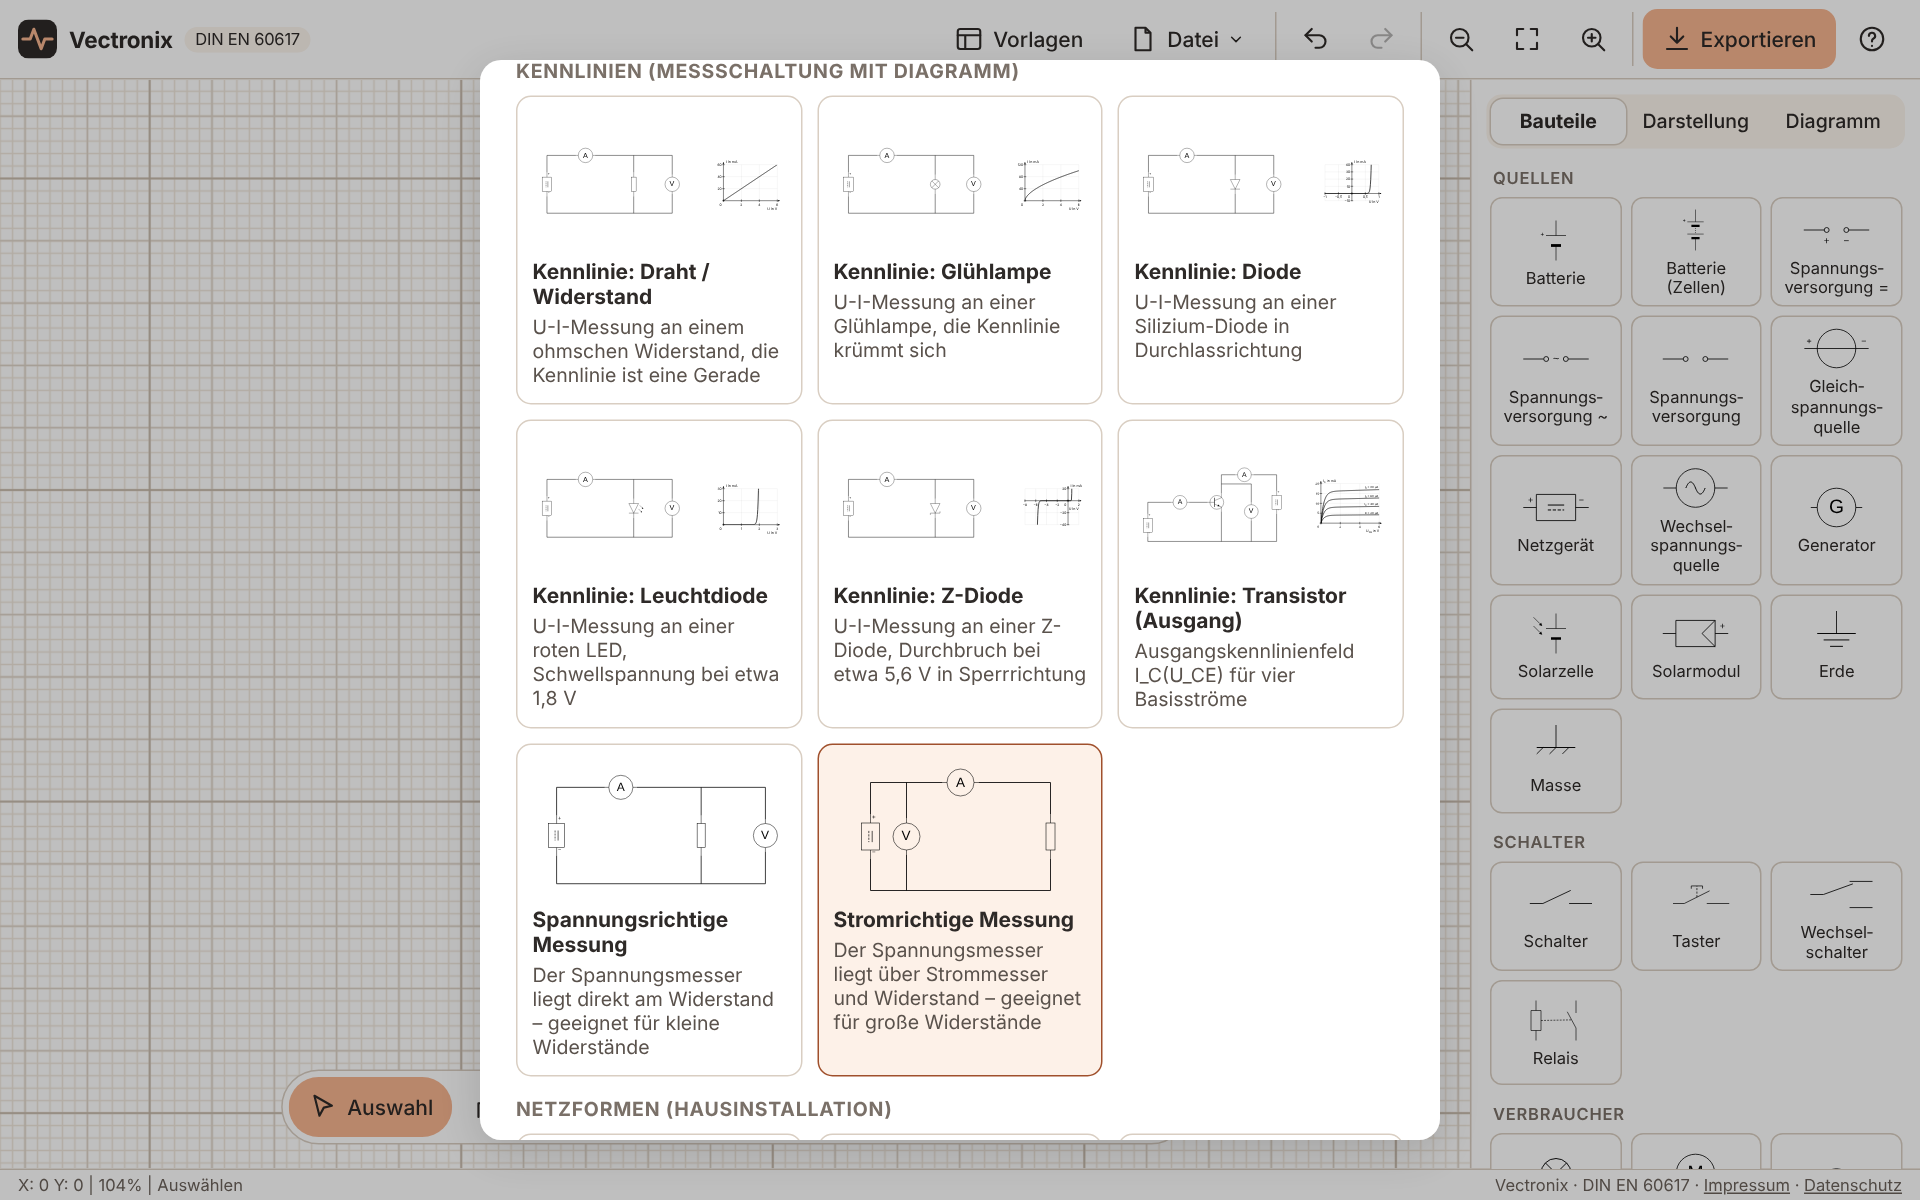 Vectronix
DIN EN 60617
Vorlagen
Datei
Exportieren
KENNLINIEN (MESSSCHALTUNG MIT DIAGRAMM)
A
V
Kennlinie: Draht /
Widerstand
U-I-Messung an einem
ohmschen Widerstand, die
Kennlinie ist eine Gerade
A
V
Kennlinie: Glühlampe
U-I-Messung an einer
Glühlampe, die Kennlinie
krümmt sich
A
V
Kennlinie: Diode
U-I-Messung an einer
Silizium-Diode in
Durchlassrichtung
A
V
Kennlinie: Leuchtdiode
U-I-Messung an einer
roten LED,
Schwellspannung bei etwa
1,8 V
A
V
Kennlinie: Z-Diode
U-I-Messung an einer Z-
Diode, Durchbruch bei
etwa 5,6 V in Sperrrichtung
A
A
V
Kennlinie: Transistor
(Ausgang)
Ausgangskennlinienfeld
I_C(U_CE) für vier
Basisströme
A
V
Spannungsrichtige
Messung
Der Spannungsmesser
liegt direkt am Widerstand
– geeignet für kleine
Widerstände
A
V
Stromrichtige Messung
Der Spannungsmesser
liegt über Strommesser
und Widerstand – geeignet
für große Widerstände
NETZFORMEN (HAUSINSTALLATION)
Auswahl
Bauteile
Darstellung
Diagramm
QUELLEN
Batterie
Batterie
(Zellen)
Spannungs-
versorgung =
Spannungs-
versorgung ~
Spannungs-
versorgung
Gleich-
spannungs-
quelle
Netzgerät
Wechsel-
spannungs-
quelle
G
Generator
Solarzelle
Solarmodul
Erde
Masse
SCHALTER
Schalter
Taster
Wechsel-
schalter
Relais
VERBRAUCHER
M
X: 0 Y: 0 | 104% | Auswählen
Vectronix · DIN EN 60617 · Impressum · Datenschutz